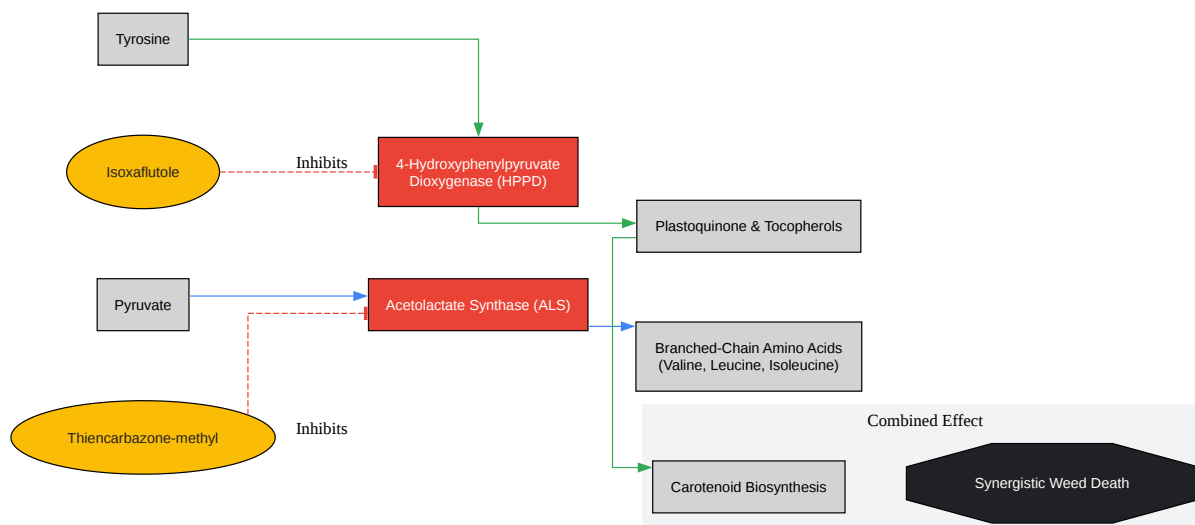 Tyrosine
Isoxaflutole
Inhibits
4-Hydroxyphenylpyruvate
Dioxygenase (HPPD)
Plastoquinone & Tocopherols
Pyruvate
Acetolactate Synthase (ALS)
Branched-Chain Amino Acids
(Valine, Leucine, Isoleucine)
Thiencarbazone-methyl
Inhibits
Combined Effect
Carotenoid Biosynthesis
Synergistic Weed Death